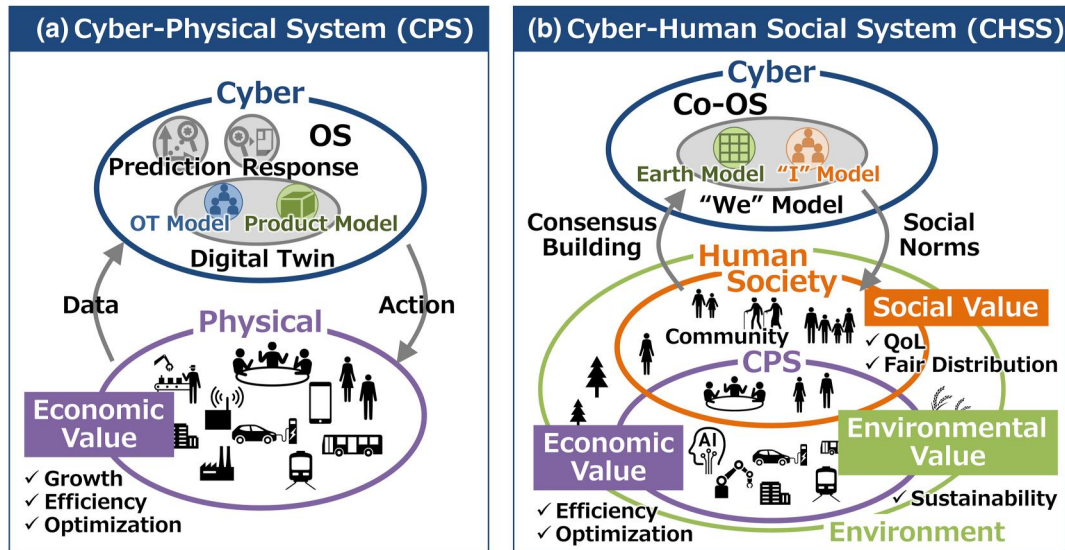 (a) Cyber-Physical System (CPS)
Cyber
OS
Prediction
Response
OT Model
Product Model
Digital Twin
Data
Action
Physical
Economic
Value
✓ Growth
✓ Efficiency
✓ Optimization
(b) Cyber-Human Social System (CHSS)
Cyber
Co-OS
Earth Model
“I” Model
“We” Model
Consensus
Building
Social
Norms
Human
Society
Social Value
✓ QoL
✓ Fair Distribution
Community
CPS
Economic
Value
AI
Environmental
Value
✓ Efficiency
✓ Optimization
✓ Sustainability
Environment